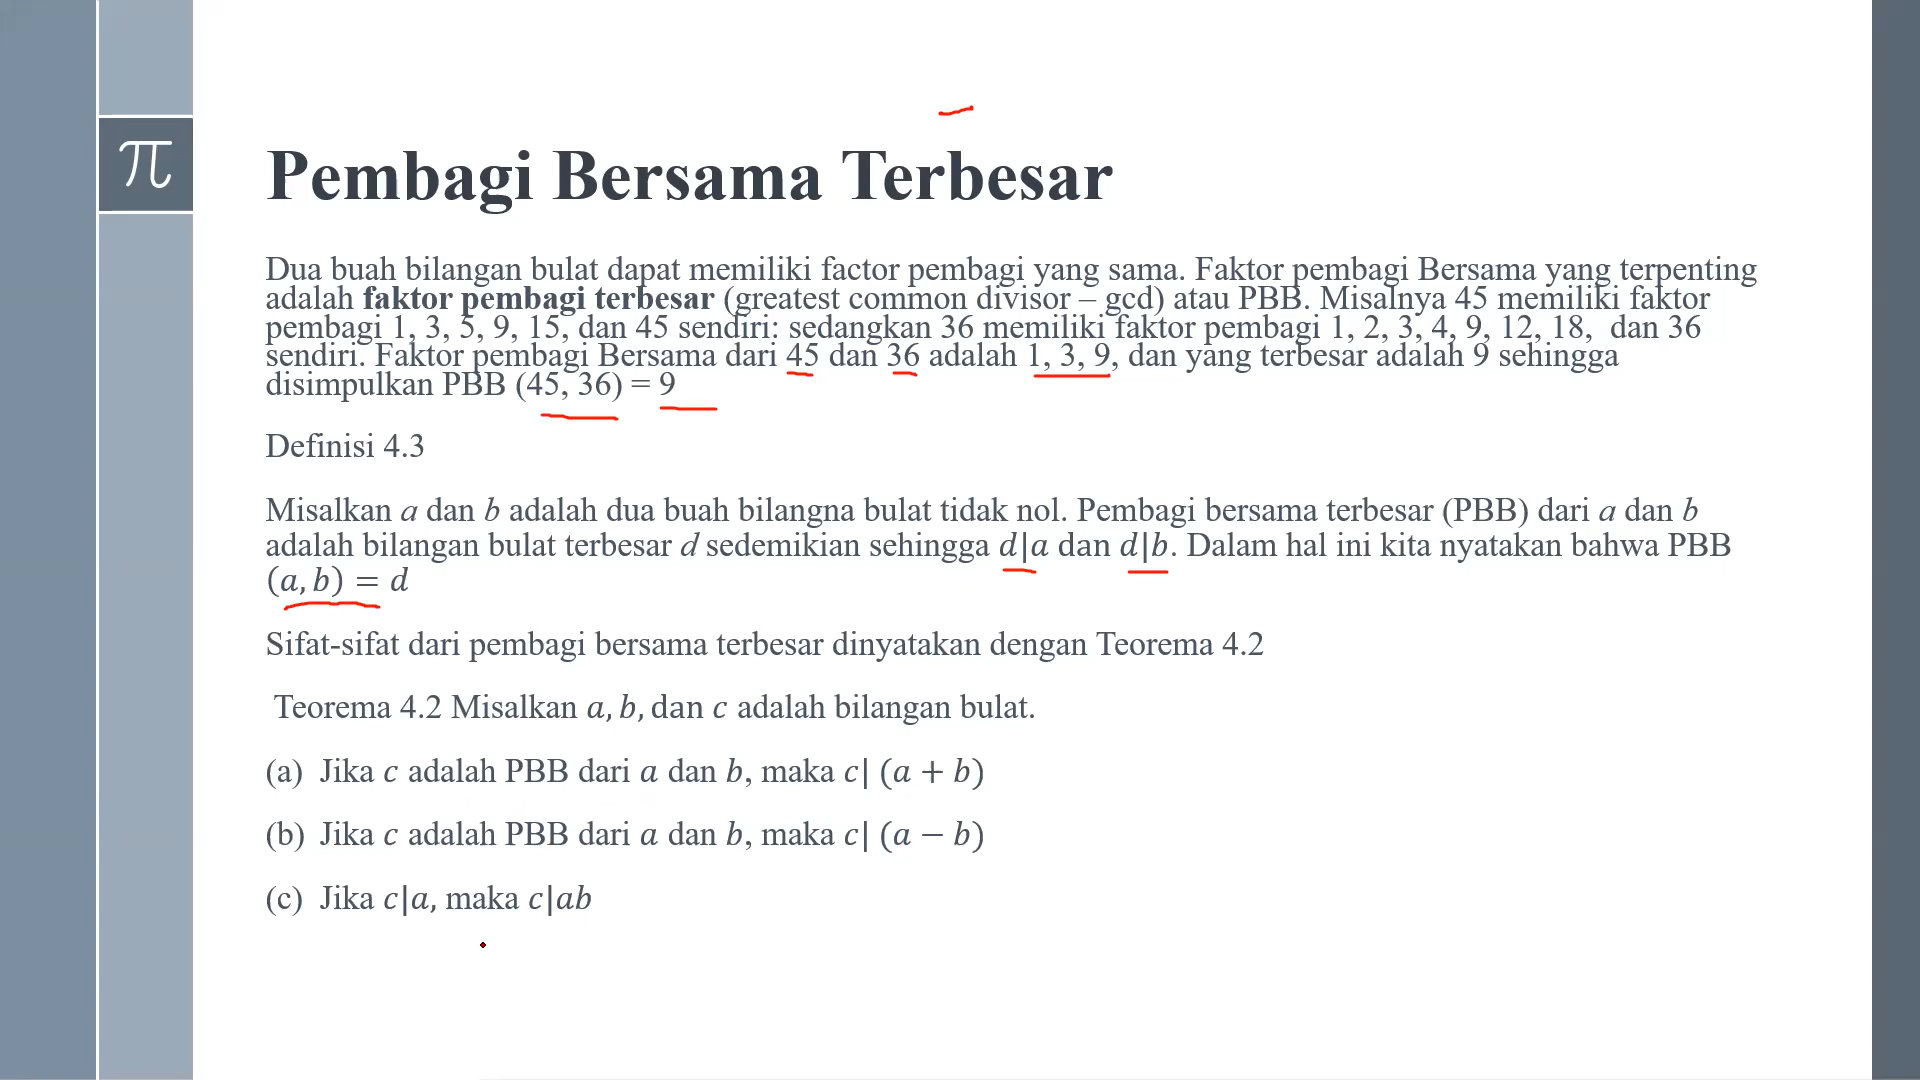 π
Pembagi Bersama Terbesar
Dua buah bilangan bulat dapat memiliki factor pembagi yang sama. Faktor pembagi Bersama yang terpenting
adalah faktor pembagi terbesar (greatest common divisor – gcd) atau PBB. Misalnya 45 memiliki faktor
pembagi 1, 3, 5, 9, 15, dan 45 sendiri: sedangkan 36 memiliki faktor pembagi 1, 2, 3, 4, 9, 12, 18, dan 36
sendiri. Faktor pembagi Bersama dari 45 dan 36 adalah 1, 3, 9, dan yang terbesar adalah 9 sehingga
disimpulkan PBB (45, 36) = 9
Definisi 4.3
Misalkan a dan b adalah dua buah bilangna bulat tidak nol. Pembagi bersama terbesar (PBB) dari a dan b
adalah bilangan bulat terbesar d sedemikian sehingga d|a dan d|b. Dalam hal ini kita nyatakan bahwa PBB
(a, b) = d
Sifat-sifat dari pembagi bersama terbesar dinyatakan dengan Teorema 4.2
Teorema 4.2 Misalkan a, b, dan c adalah bilangan bulat.
(a) Jika c adalah PBB dari a dan b, maka c| (a + b)
(b) Jika c adalah PBB dari a dan b, maka c| (a − b)
(c) Jika c|a, maka c|ab